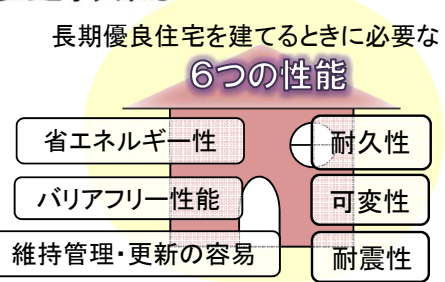 長期優良住宅を建てるときに必要な
6つの性能
省エネルギー性
耐久性
バリアフリー性能
可変性
維持管理・更新の容易
耐震性